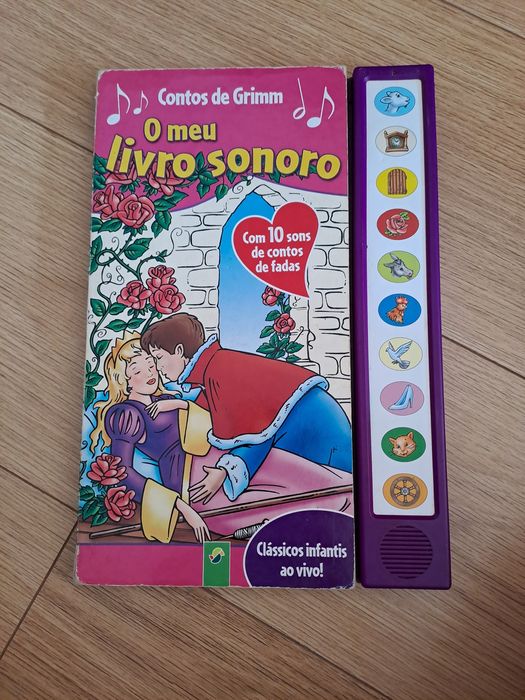 Contos de Grimm
O meu
livro sonoro
Com 10 sons
de contos
de fadas
Clássicos infantis
ao vivo!